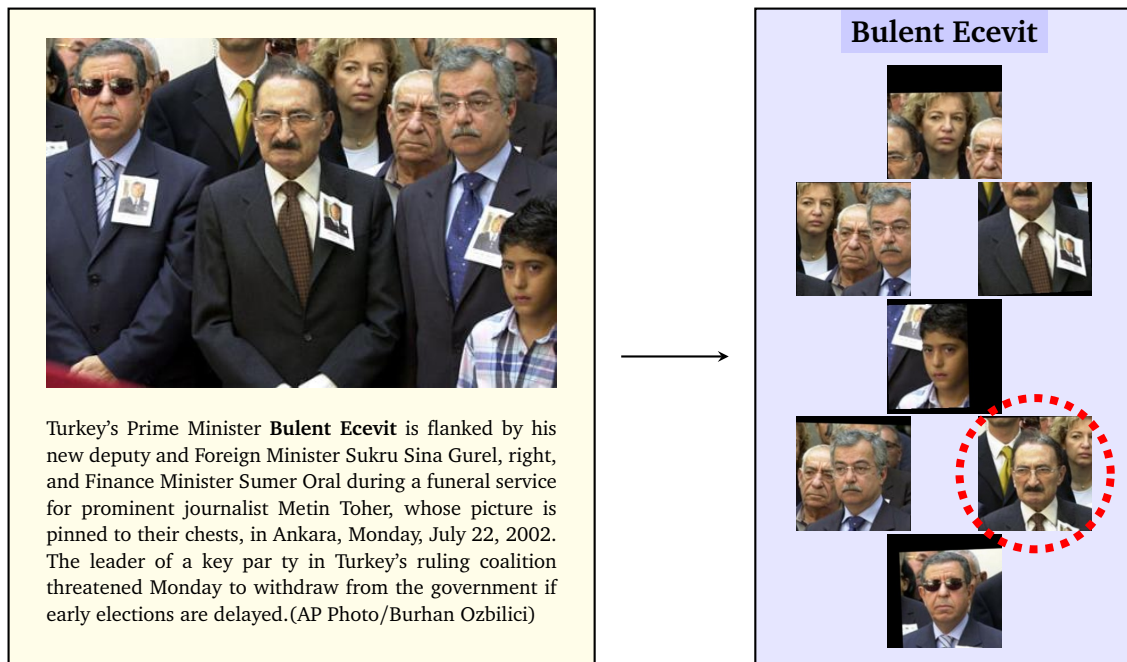 Bulent Ecevit
Turkey's Prime Minister Bulent Ecevit is flanked by his
new deputy and Foreign Minister Sukru Sina Gurel, right,
and Finance Minister Sumer Oral during a funeral service
for prominent journalist Metin Toher, whose picture is
pinned to their chests, in Ankara, Monday, July 22, 2002.
The leader of a key par ty in Turkey's ruling coalition
threatened Monday to withdraw from the government if
early elections are delayed.(AP Photo/Burhan Ozbilici)